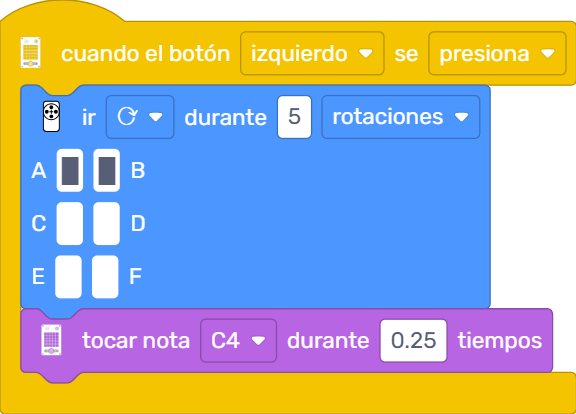 cuando el botón izquierdo se presiona
ir durante 5 rotaciones
A B
C D
E F
tocar nota C4 durante 0.25 tiempos